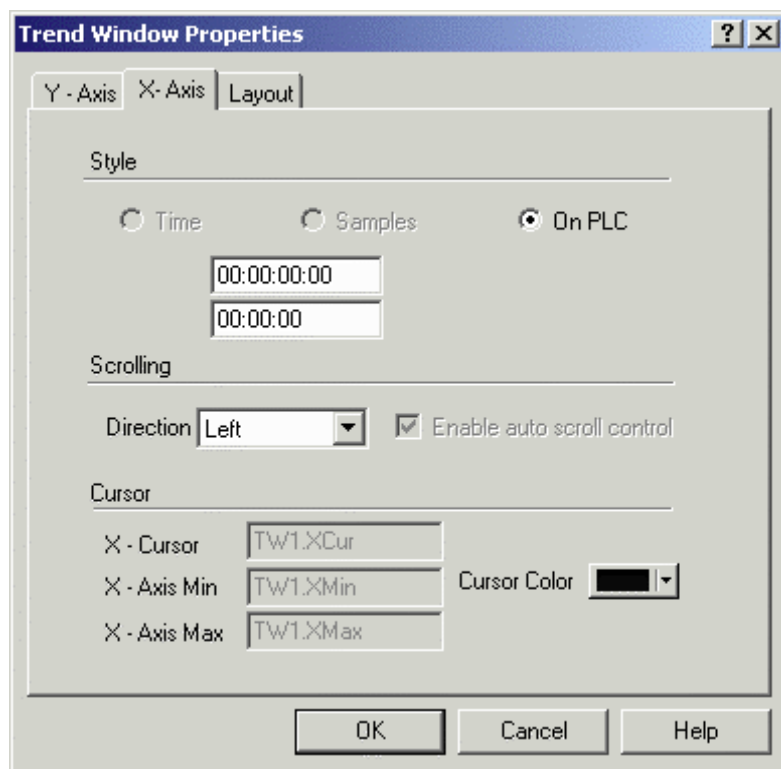 Trend Window Properties
Y - Axis X- Axis Layout
Style
Time Samples On PLC
00:00:00:00
00:00:00
Scrolling
Direction Left Enable auto scroll control
Cursor
X - Cursor TW1.XCur
X - Axis Min TW1.XMin Cursor Color
X - Axis Max TW1.XMax
OK Cancel Help